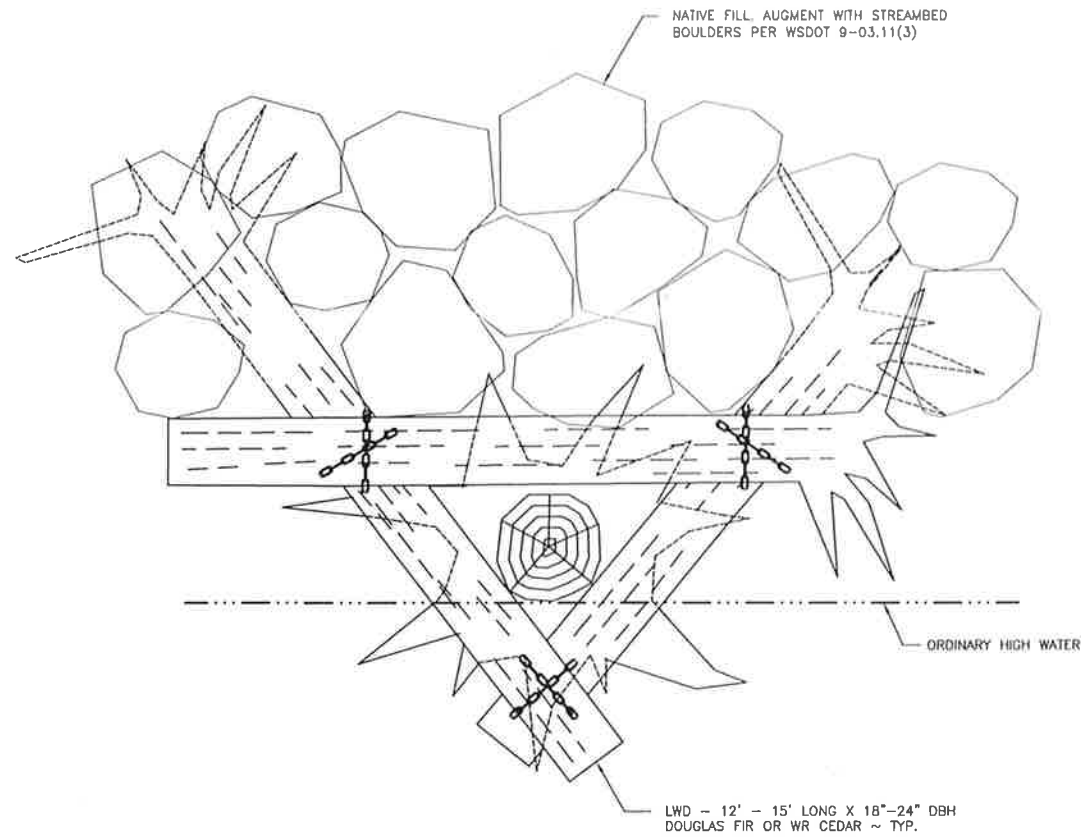 NATIVE FILL, AUGMENT WITH STREAMBED
BOULDERS PER WSDOT 9-03.11(3)
ORDINARY HIGH WATER
LWD - 12' - 15' LONG X 18"-24" DBH
DOUGLAS FIR OR WR CEDAR ~ TYP.